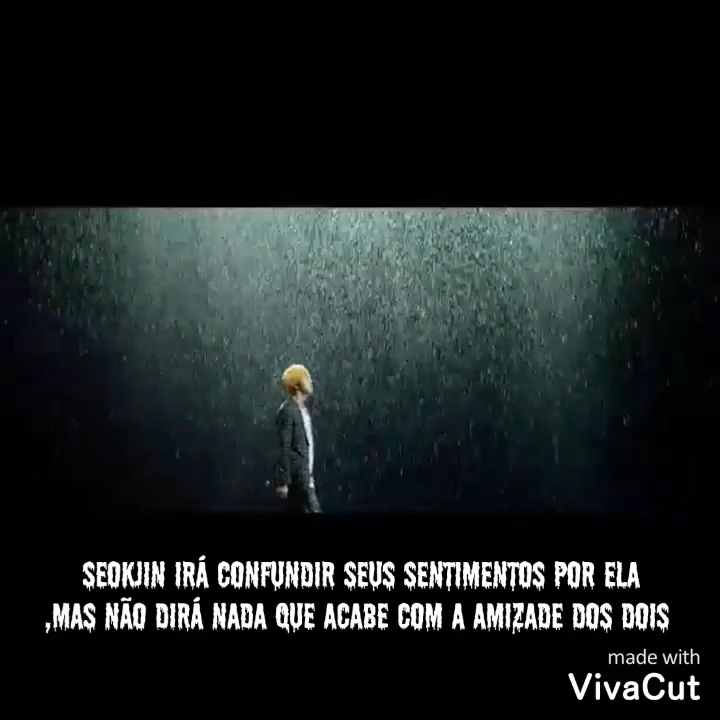 SEOKJIN IRÁ CONFUNDIR SEUS SENTIMENTOS POR ELA
,MAS NÃO DIRÁ NADA QUE ACABE COM A AMIZADE DOS DOIS
made with
VivaCut